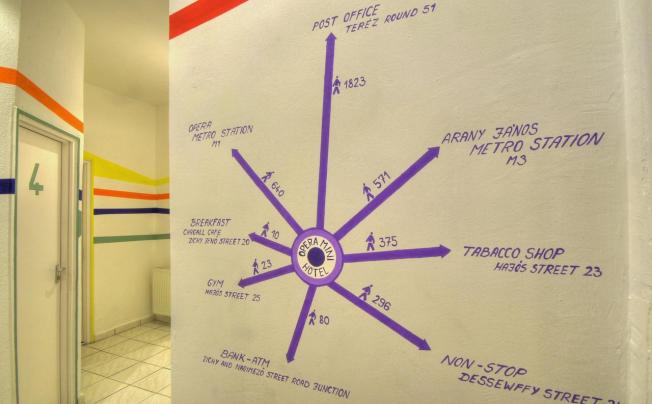 POST OFFICE
TERÉZ ROUND 51
1823
OPERA
METRO STATION
M1
640
ARANY JÁNOS
METRO STATION
M3
571
BREAKFAST
CAFE
ZICHY JENŐ STREET 20
10
OPERA MINI
HOTEL
375
TABACCO SHOP
HAJÓS STREET 23
23
GYM
HAJÓS STREET 25
296
NON-STOP
DESSEWFFY STREET
80
BANK-ATM
ZICHY AND NAGYMEZŐ STREET ROAD JUNCTION
4